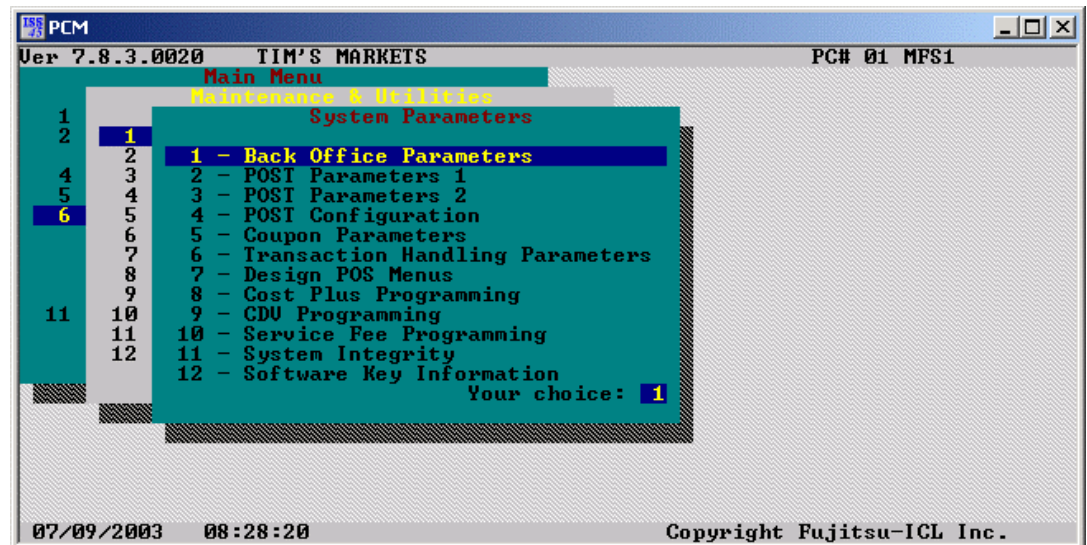 ISS 45 PCM
Ver 7.8.3.0020 TIM'S MARKETS PC# 01 MFS1
Main Menu
Maintenance & Utilities
1 System Parameters
2 1
2 1 - Back Office Parameters
4 3 2 - POST Parameters 1
5 4 3 - POST Parameters 2
6 5 4 - POST Configuration
6 5 - Coupon Parameters
7 6 - Transaction Handling Parameters
8 7 - Design POS Menus
9 8 - Cost Plus Programming
11 10 9 - CDV Programming
11 10 - Service Fee Programming
12 11 - System Integrity
12 - Software Key Information
Your choice: 1
07/09/2003 08:28:20 Copyright Fujitsu-ICL Inc.